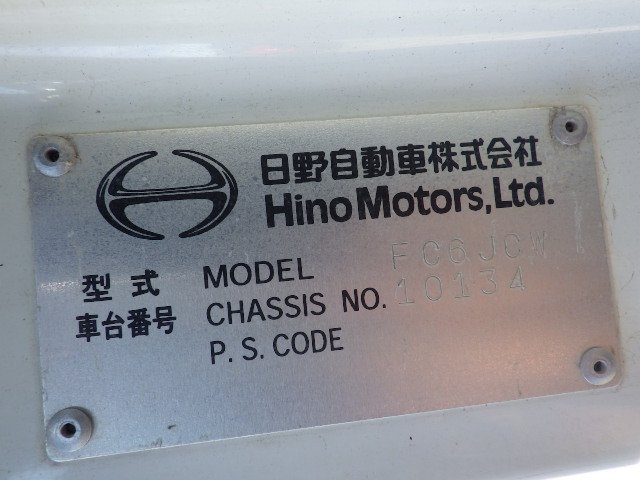 日野自動車株式会社
Hino Motors, Ltd.
型式 MODEL FC6JCW
車台番号 CHASSIS NO. 10134
P. S. CODE